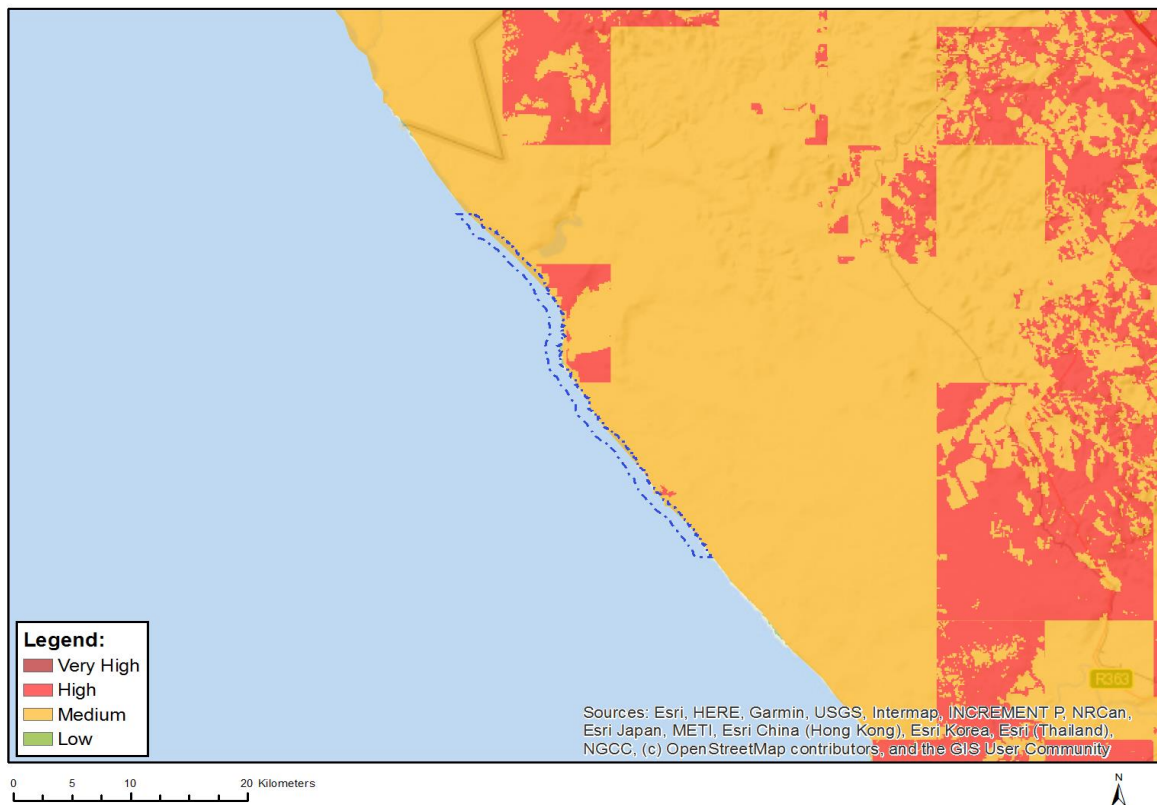 R363
Legend:
Very High
High
Medium
Low
Sources: Esri, HERE, Garmin, USGS, Intermap, INCREMENT P, NRCan,
Esri Japan, METI, Esri China (Hong Kong), Esri Korea, Esri (Thailand),
NGCC, (c) OpenStreetMap contributors, and the GIS User Community
0 5 10 20 Kilometers
N